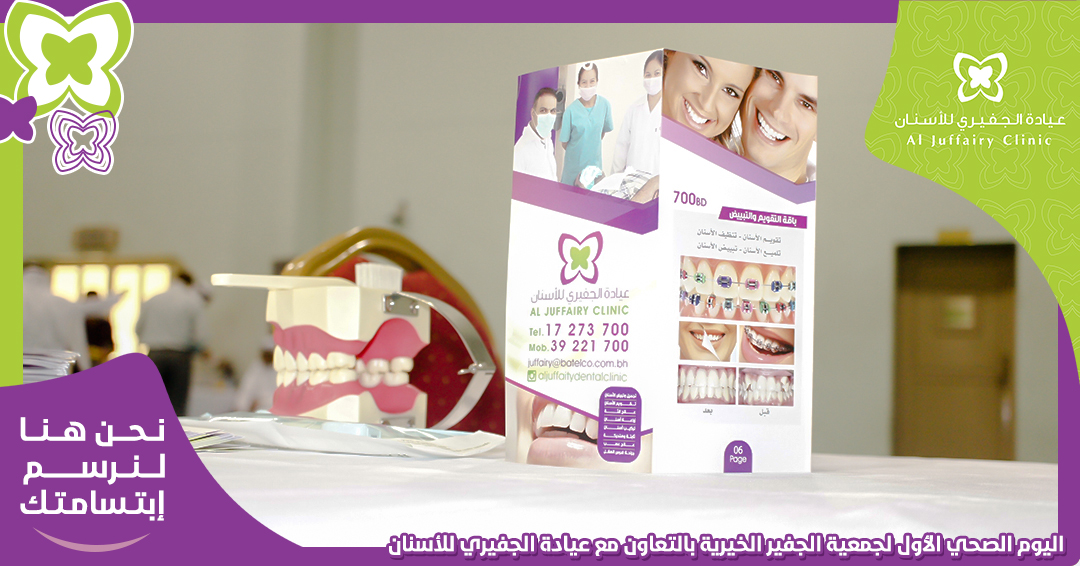 عيادة الجفيري للأسنان
Al Juffairy Clinic
700BD
باقة التقويم والتبييض
تقويم الأسنان - تنظيف الأسنان
تلميع الأسنان - تبييض الأسنان
قبل
بعد
06
Page
عيادة الجفيري للأسنان
AL JUFFAIRY CLINIC
Tel. 17 273 700
Mob. 39 221 700
juffairy@batelco.com.bh
aljuffairydentalclinic
نحن هنا
لنرسم
إبتسامتك
اليوم الصحي الأول لجمعية الجفير الخيرية بالتعاون مع عيادة الجفيري للأسنان